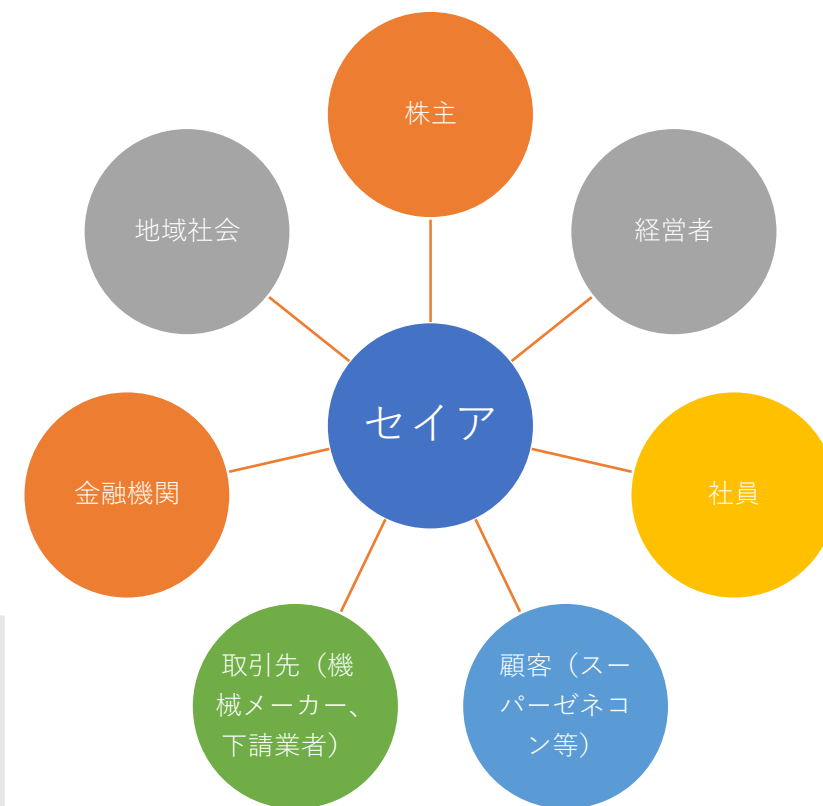 株主
地域社会
経営者
セイア
金融機関
社員
取引先（機
械メーカー、
下請業者）
顧客（スー
パーゼネコ
ン等）